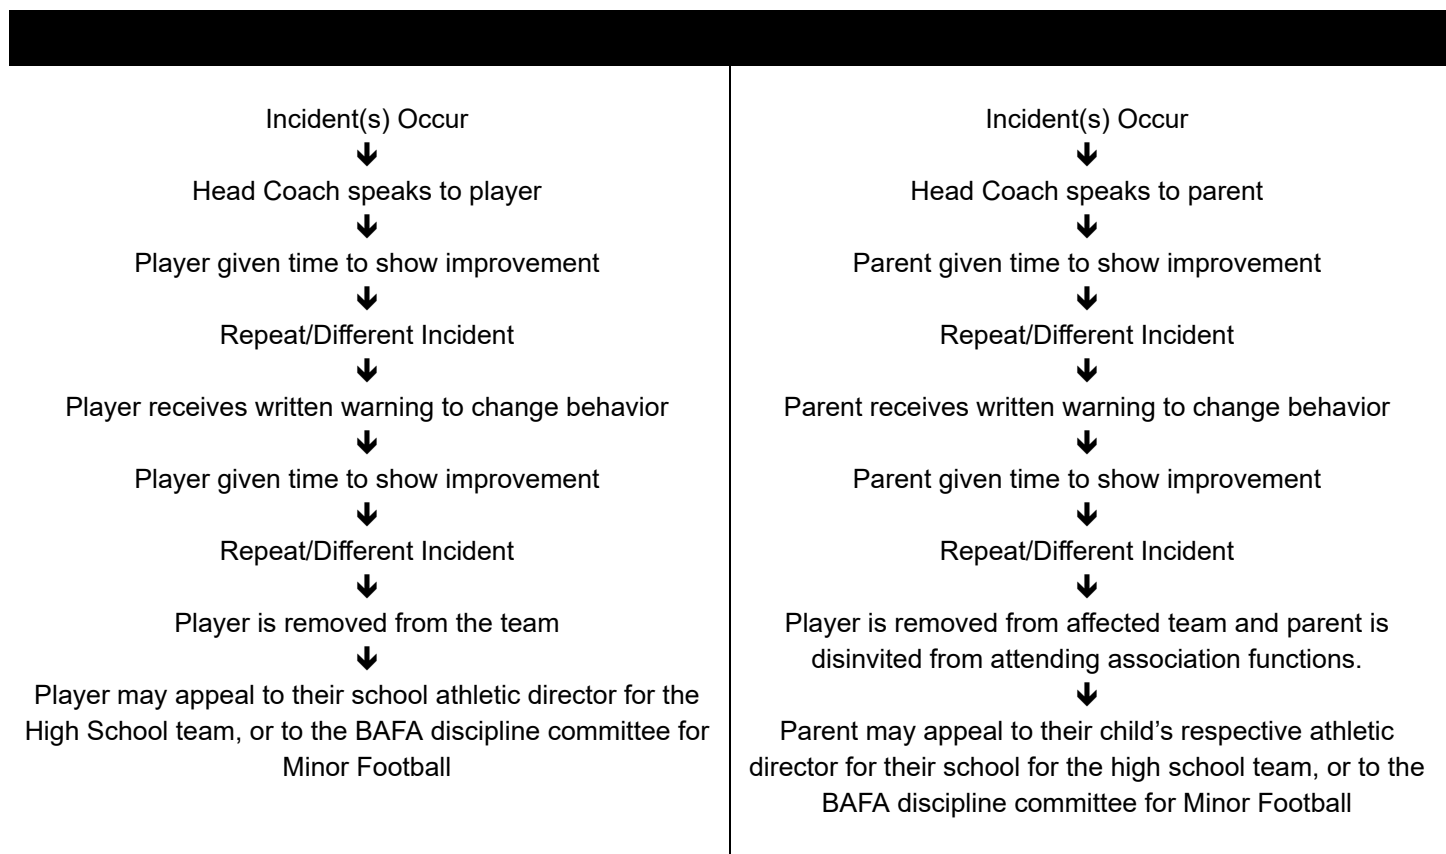 Incident(s) Occur
🡻
Head Coach speaks to player
🡻
Player given time to show improvement
🡻
Repeat/Different Incident
🡻
Player receives written warning to change behavior
🡻
Player given time to show improvement
🡻
Repeat/Different Incident
🡻
Player is removed from the team
🡻
Player may appeal to their school athletic director for the
High School team, or to the BAFA discipline committee for
Minor Football
Incident(s) Occur
🡻
Head Coach speaks to parent
🡻
Parent given time to show improvement
🡻
Repeat/Different Incident
🡻
Parent receives written warning to change behavior
🡻
Parent given time to show improvement
🡻
Repeat/Different Incident
🡻
Player is removed from affected team and parent is
disinvited from attending association functions.
🡻
Parent may appeal to their child’s respective athletic
director for their school for the high school team, or to the
BAFA discipline committee for Minor Football